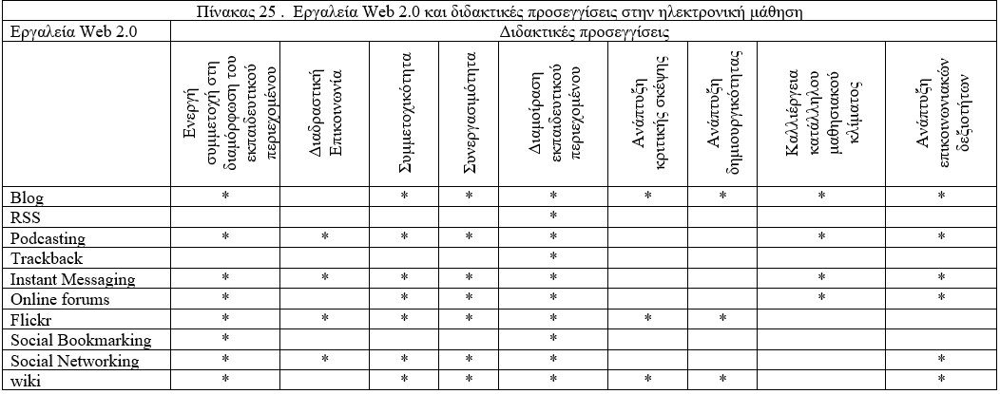 Πίνακας 25 . Εργαλεία Web 2.0 και διδακτικές προσεγγίσεις στην ηλεκτρονική μάθηση
Εργαλεία Web 2.0 Διδακτικές προσεγγίσεις
Ενεργή
συμμετοχή στη
διαμόρφωση του
εκπαιδευτικού
περιεχομένου
Διαδραστική
Επικοινωνία
Συμμετοχικότητα
Συνεργασιμότητα
Διαμοίραση
εκπαιδευτικού
περιεχομένου
Ανάπτυξη
κριτικής σκέψης
Ανάπτυξη
δημιουργικότητας
Καλλιέργεια
κατάλληλου
μαθησιακού
κλίματος
Ανάπτυξη
επικοινωνιακών
δεξιοτήτων
Blog * * * * * * * *
RSS *
Podcasting * * * * * * *
Trackback *
Instant Messaging * * * * * * *
Online forums * * * * * *
Flickr * * * * * * *
Social Bookmarking * *
Social Networking * * * * * *
wiki * * * * * * *